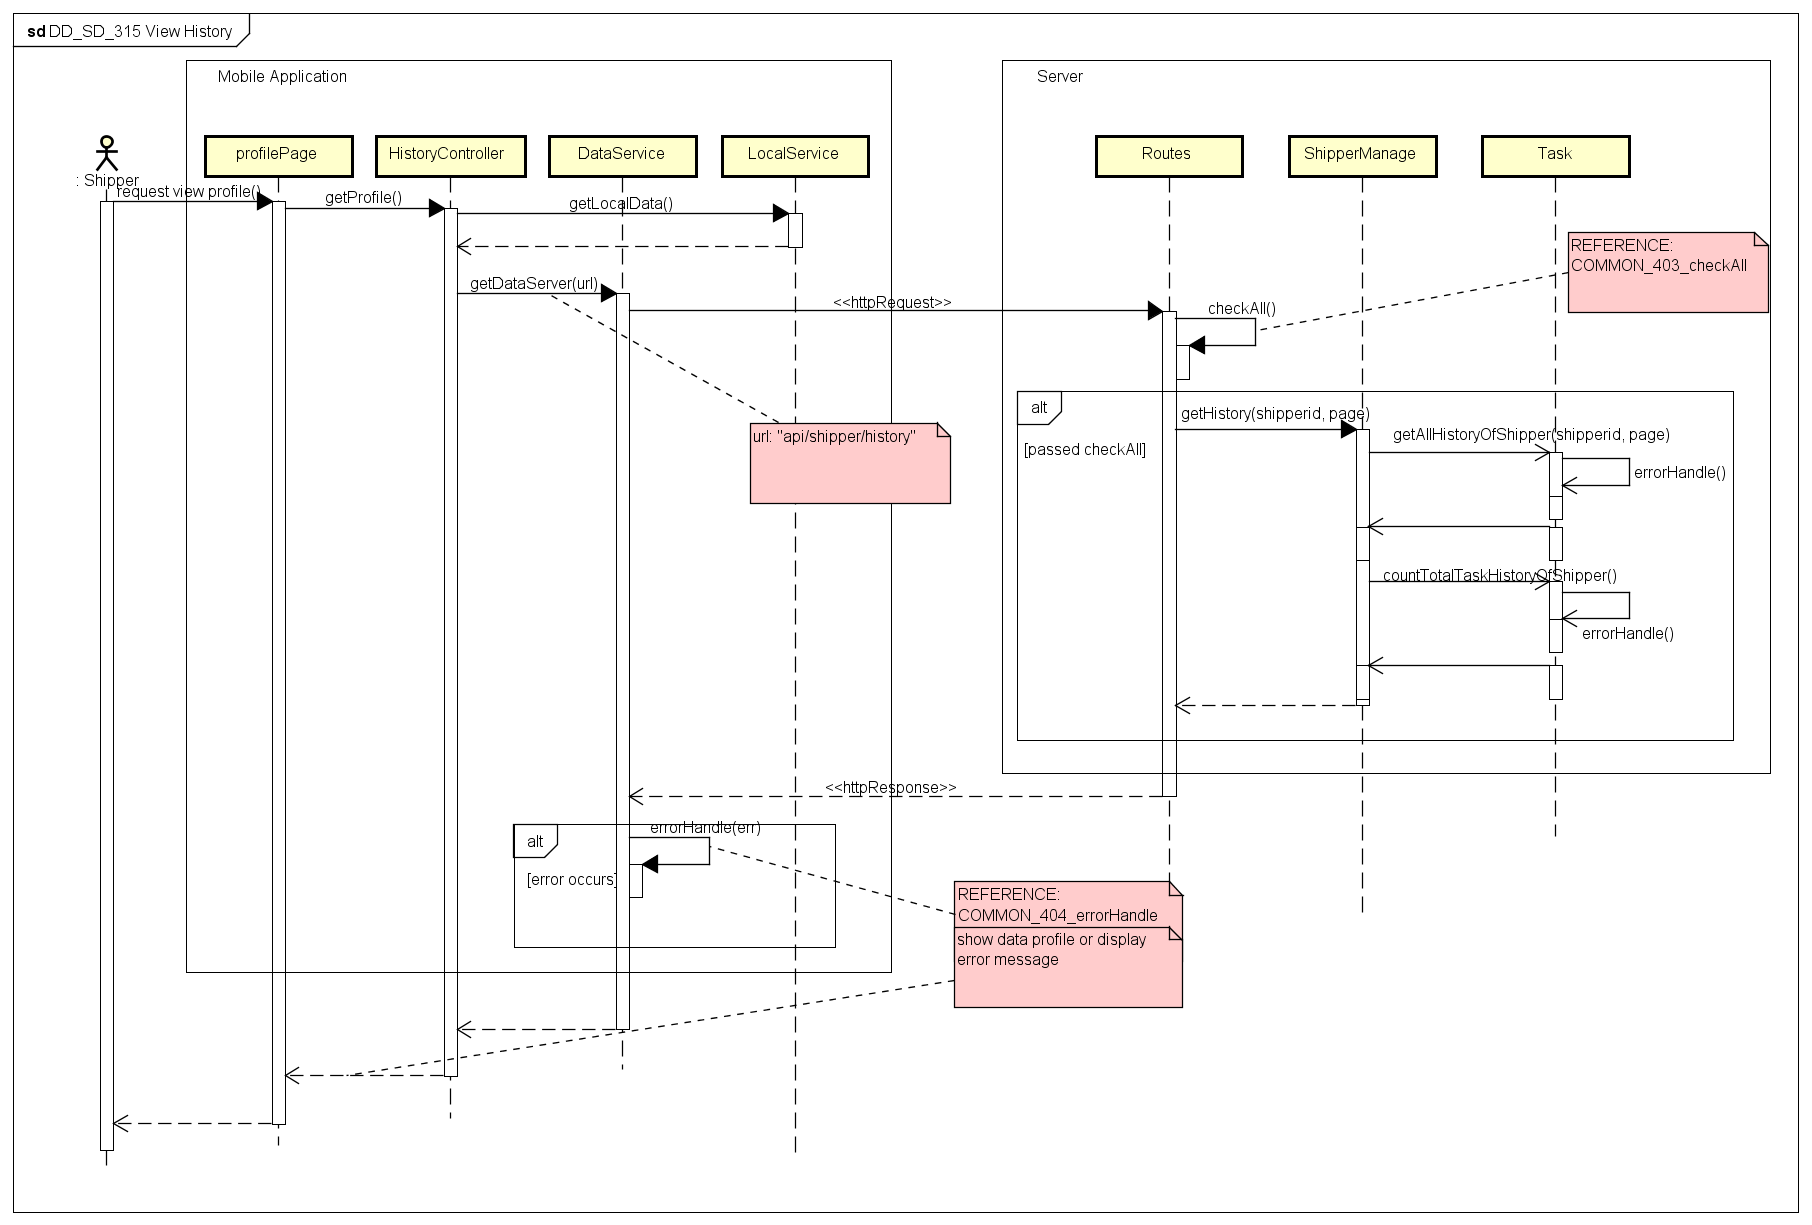 sd DD_SD_315 View History
Mobile Application
Server
profilePage
HistoryController
DataService
LocalService
Routes
ShipperManage
Task
: Shipper
request view profile()
getProfile()
getLocalData()
REFERENCE:
COMMON_403_checkAll
getDataServer(url)
<<httpRequest>>
checkAll()
alt
getHistory(shipperid, page)
[passed checkAll]
url: "api/shipper/history"
getAllHistoryOfShipper(shipperid, page)
errorHandle()
countTotalTaskHistoryOfShipper()
errorHandle()
<<httpResponse>>
alt
errorHandle(err)
[error occurs]
REFERENCE:
COMMON_404_errorHandle
show data profile or display
error message